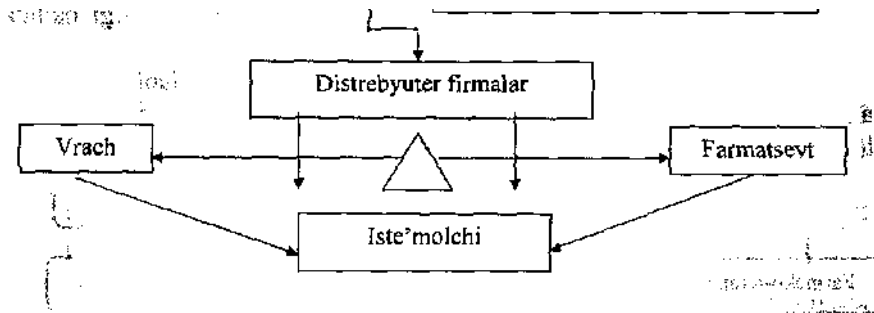 Distrebyuter firmalar
Vrach
Farmatsevt
Iste’molchi